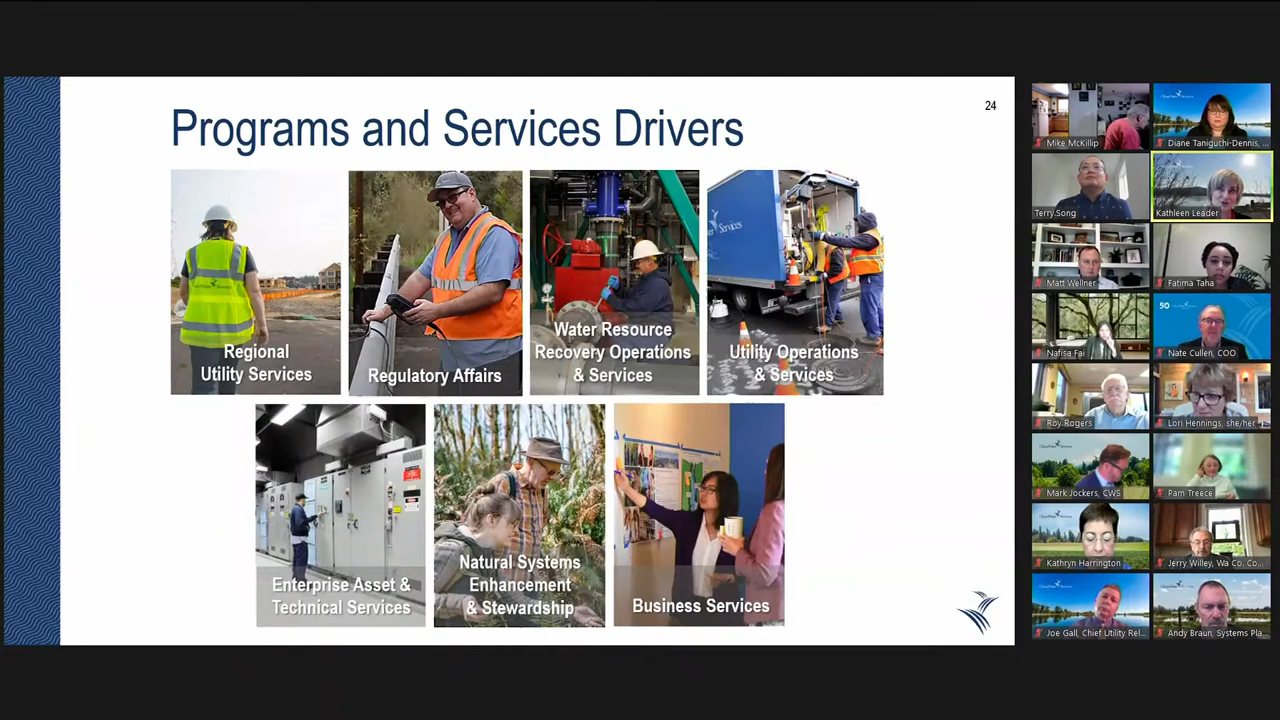 24
Programs and Services Drivers
Regional
Utility Services
Regulatory Affairs
Water Resource
Recovery Operations
& Services
Utility Operations
& Services
Enterprise Asset &
Technical Services
Natural Systems
Enhancement
& Stewardship
Business Services
Services
Mike McKillip
Diane Taniguchi-Dennis, ...
Terry.Song
Kathleen Leader
Matt Wellner
Fatima Taha
Nafisa Fai
50
Nate Cullen, COO
Roy Rogers
Lori Hennings, she/her
Mark Jockers, CWS
Pam Treece
Kathryn Harrington
Jerry Willey, Wa Co. Co...
Joe Gall, Chief Utility Rel...
Andy Braun, Systems Pla...